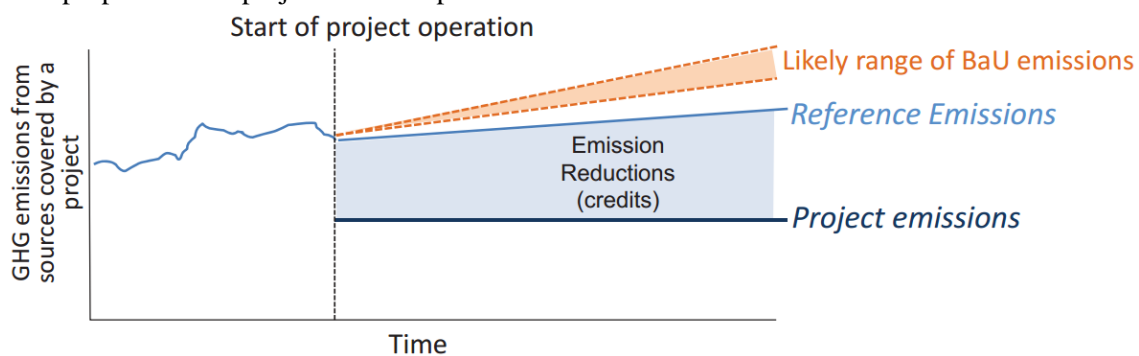 Start of project operation
GHG emissions from
sources covered by a
project
Likely range of BaU emissions
Reference Emissions
Emission
Reductions
(credits)
Project emissions
Time